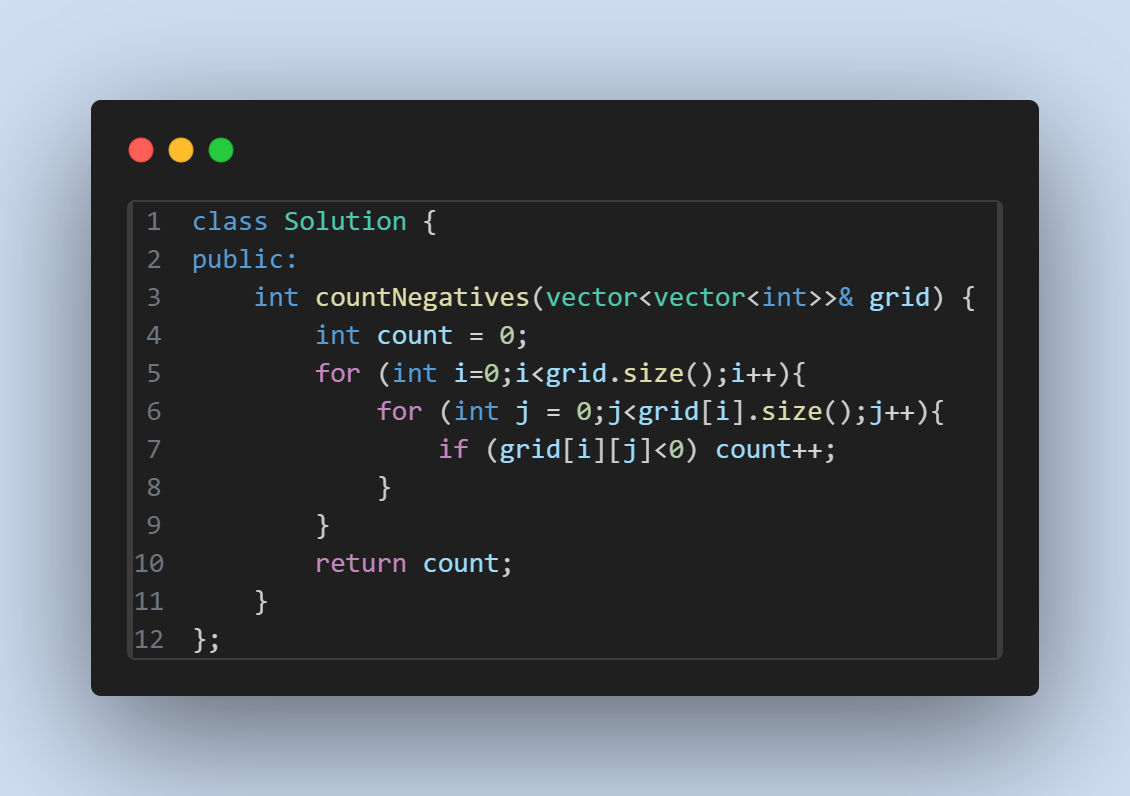 1 class Solution {
2 public:
3     int countNegatives(vector<vector<int>>& grid) {
4         int count = 0;
5         for (int i=0;i<grid.size();i++){
6             for (int j = 0;j<grid[i].size();j++){
7                 if (grid[i][j]<0) count++;
8             }
9         }
10         return count;
11     }
12 };